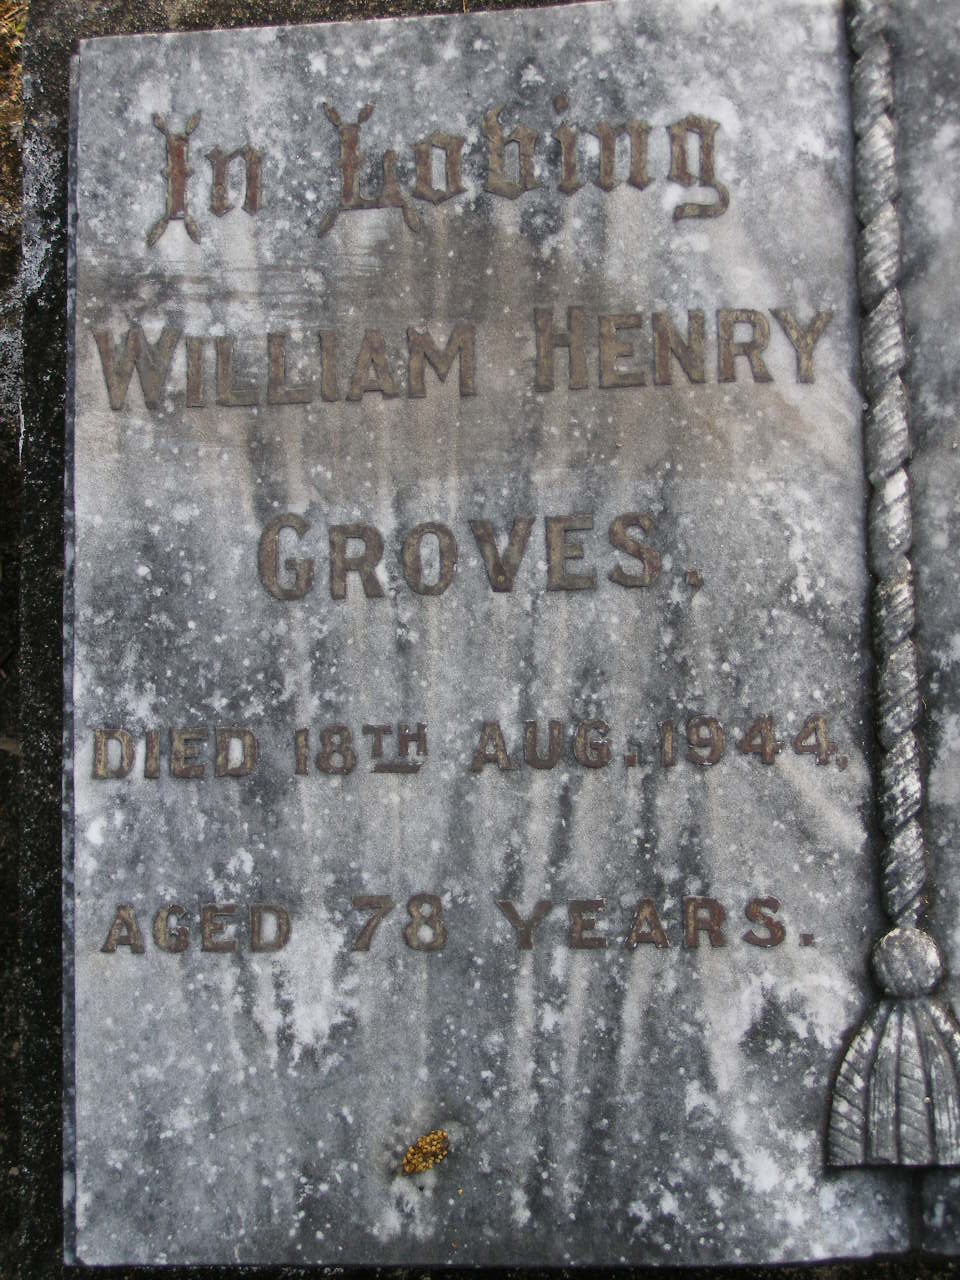 In Loving
WILLIAM HENRY
GROVES.
DIED 18TH AUG. 1944.
AGED 78 YEARS.